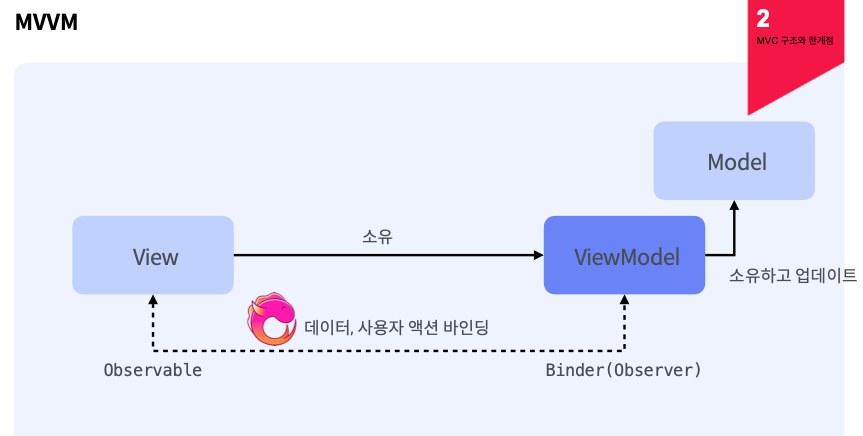 MVVM
2
MVC 구조와 한계점
Model
View
소유
ViewModel
소유하고 업데이트
데이터, 사용자 액션 바인딩
Observable
Binder(Observer)